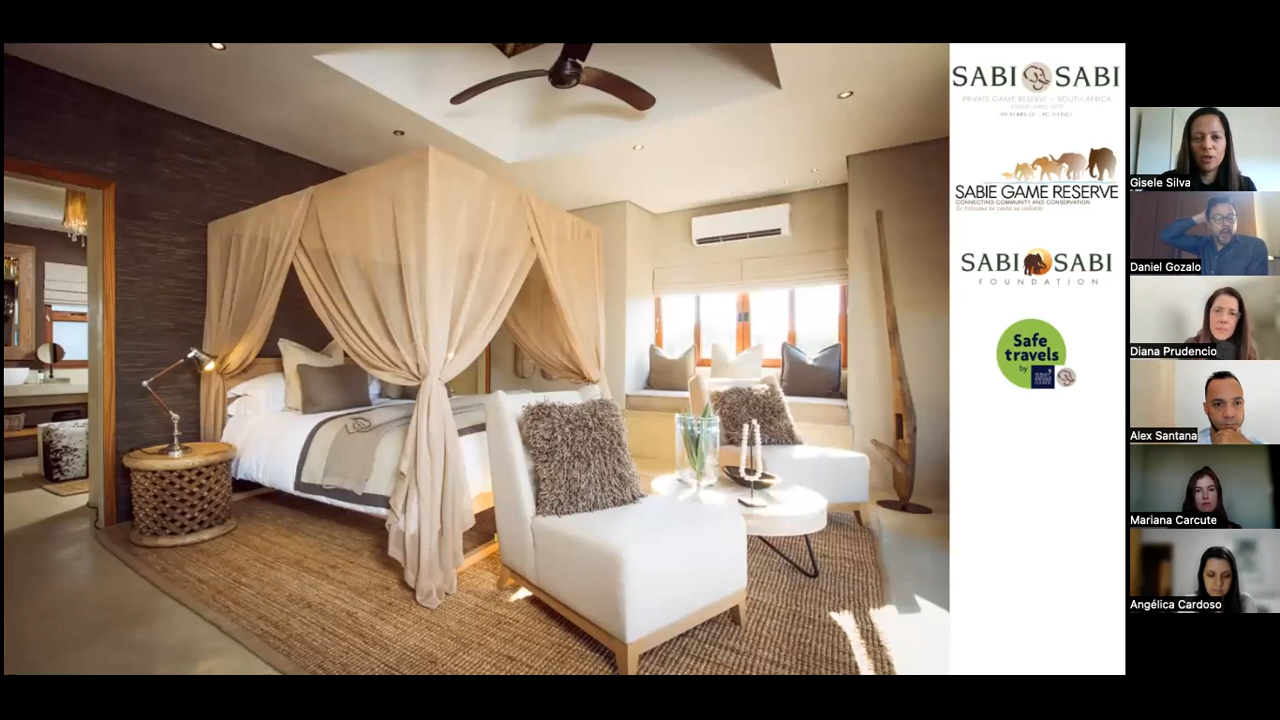 SABI SABI
PRIVATE GAME RESERVE ~ SOUTH AFRICA
SABIE GAME RESERVE
CONNECTING COMMUNITY AND CONSERVATION
SABI SABI
FOUNDATION
Safe
travels
by
Gisele Silva
Daniel Gozalo
Diana Prudencio
Alex Santana
Mariana Carcute
Angélica Cardoso